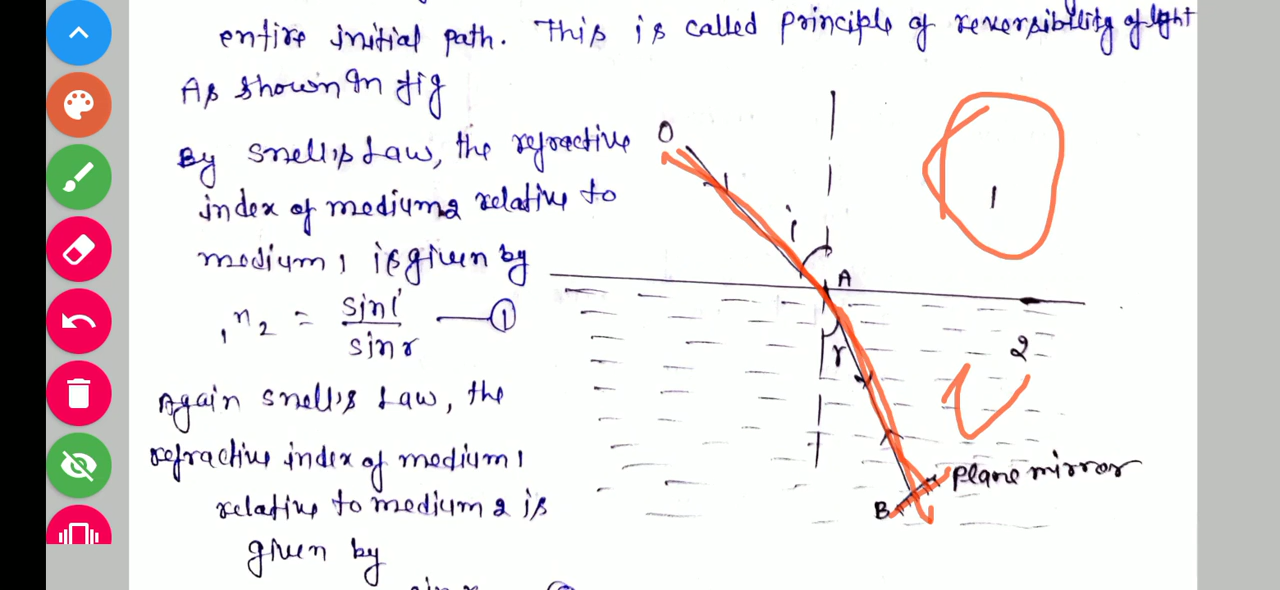 entire initial path. This is called principle of reversibility of light
As shown In fig
By snell's Law, the refractive
index of medium 2 relative to
medium 1 is given by
₁n₂ = sin i / sin r — ①
Again snell's Law, the
refractive index of medium 1
relative to medium 2 is
given by
O
i
A
r
1
2
B
Plane mirror